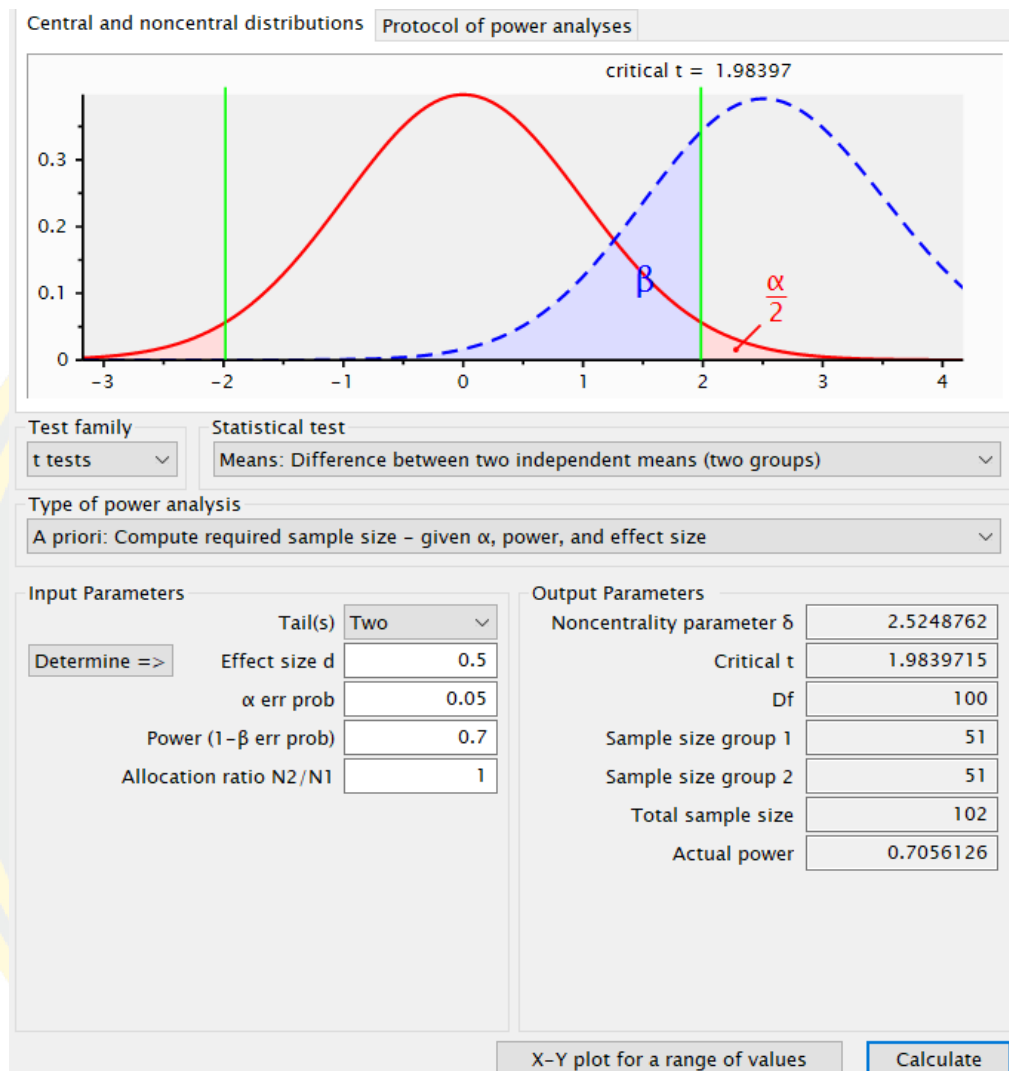 Central and noncentral distributions Protocol of power analyses
critical t = 1.98397
0.3
0.2
0.1
0
β
α
2
-3 -2 -1 0 1 2 3 4
Test family Statistical test
t tests Means: Difference between two independent means (two groups)
Type of power analysis
A priori: Compute required sample size – given α, power, and effect size
Input Parameters
Tail(s) Two
Determine => Effect size d 0.5
α err prob 0.05
Power (1-β err prob) 0.7
Allocation ratio N2/N1 1
Output Parameters
Noncentrality parameter δ 2.5248762
Critical t 1.9839715
Df 100
Sample size group 1 51
Sample size group 2 51
Total sample size 102
Actual power 0.7056126
X-Y plot for a range of values Calculate